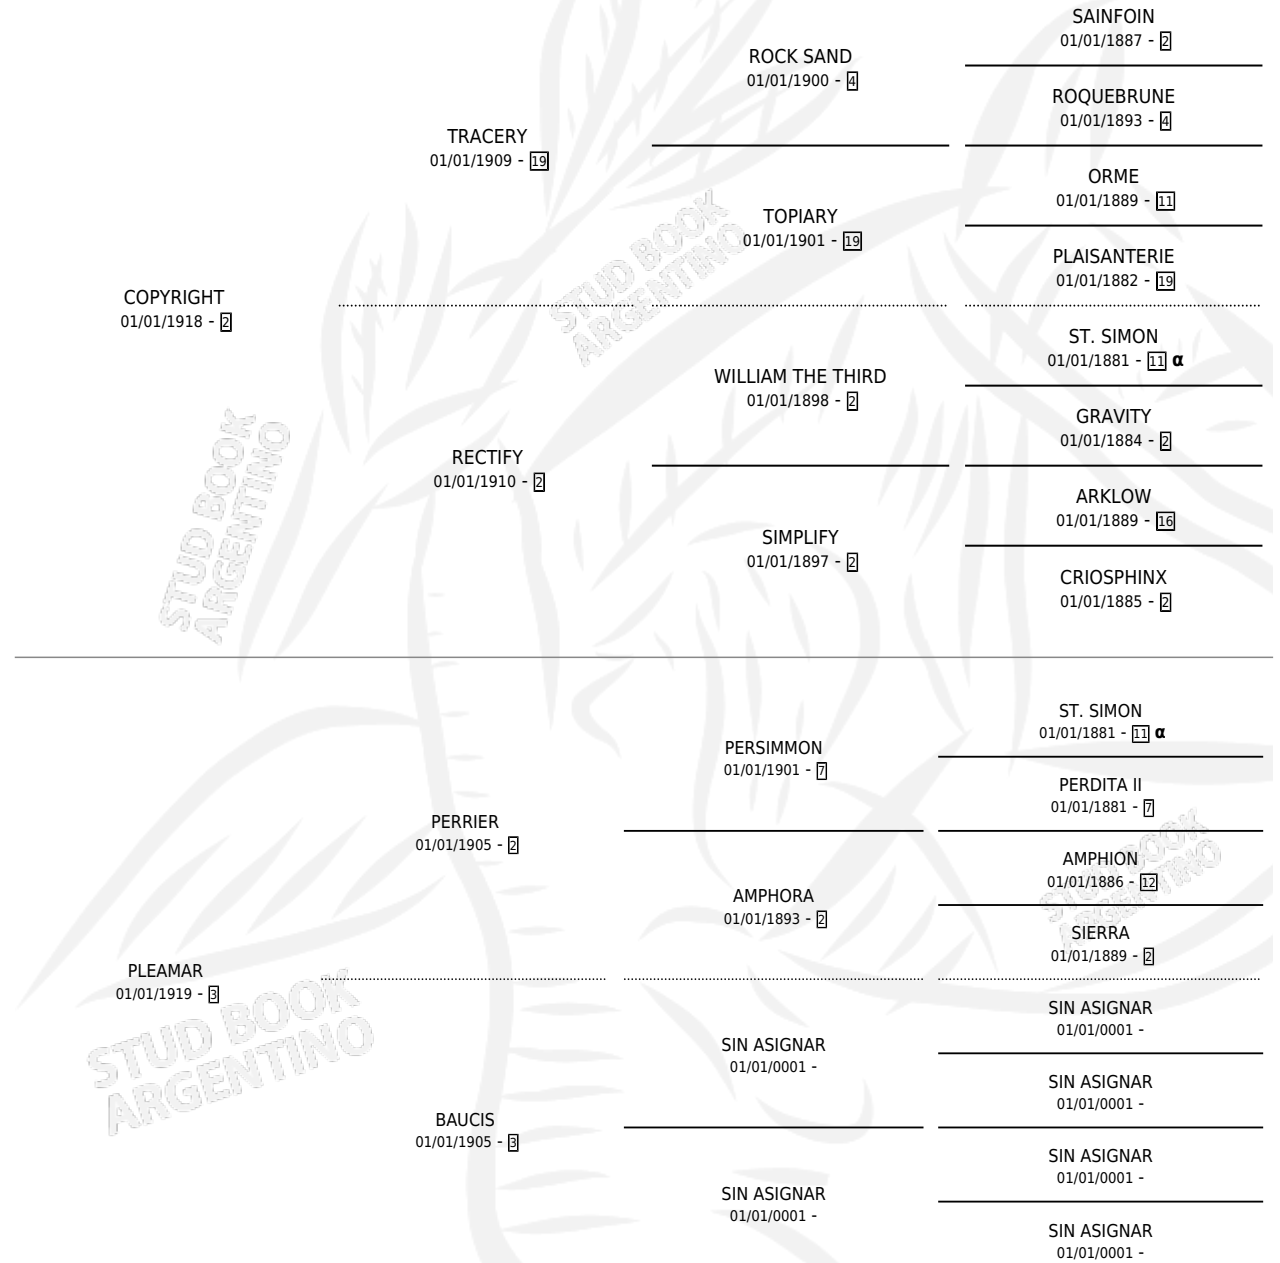 SAINFOIN
01/01/1887 - 2
ROCK SAND
01/01/1900 - 4
ROQUEBRUNE
01/01/1893 - 4
TRACERY
01/01/1909 - 19
ORME
01/01/1889 - 11
TOPIARY
01/01/1901 - 19
PLAISANTERIE
01/01/1882 - 19
COPYRIGHT
01/01/1918 - 2
ST. SIMON
01/01/1881 - 11 α
WILLIAM THE THIRD
01/01/1898 - 2
GRAVITY
01/01/1884 - 2
RECTIFY
01/01/1910 - 2
ARKLOW
01/01/1889 - 16
SIMPLIFY
01/01/1897 - 2
CRIOSPHINX
01/01/1885 - 2
ST. SIMON
01/01/1881 - 11 α
PERSIMMON
01/01/1901 - 7
PERDITA II
01/01/1881 - 7
PERRIER
01/01/1905 - 2
AMPHION
01/01/1886 - 12
AMPHORA
01/01/1893 - 2
SIERRA
01/01/1889 - 2
PLEAMAR
01/01/1919 - 3
SIN ASIGNAR
01/01/0001 -
SIN ASIGNAR
01/01/0001 -
SIN ASIGNAR
01/01/0001 -
BAUCIS
01/01/1905 - 3
SIN ASIGNAR
01/01/0001 -
SIN ASIGNAR
01/01/0001 -
SIN ASIGNAR
01/01/0001 -
STUD BOOK
ARGENTINO
STUD BOOK
ARGENTINO
STUD BOOK
ARGENTINO
STUD BOOK
ARGENTINO